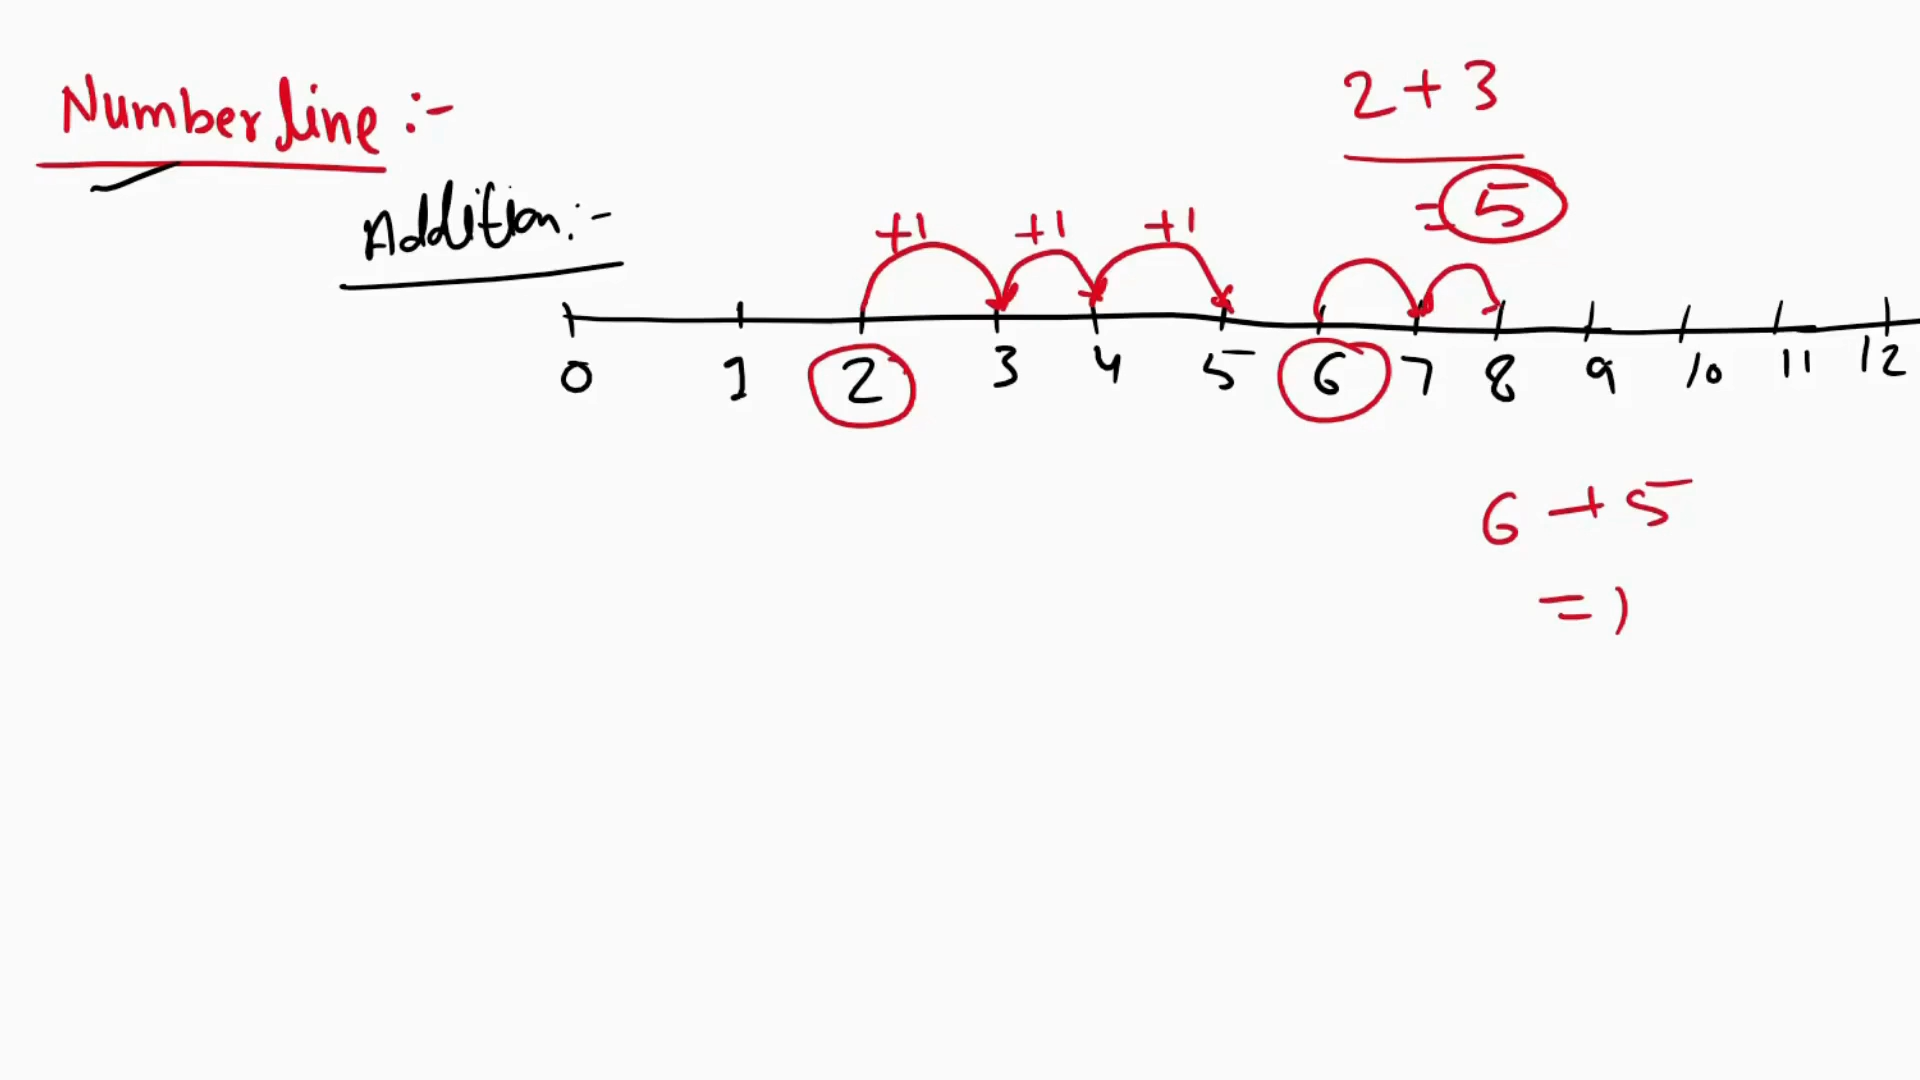 Number line :-
2 + 3
= 5
Addition :-
+1 +1 +1
0 1 2 3 4 5 6 7 8 9 10 11 12
6 + 5
= 1